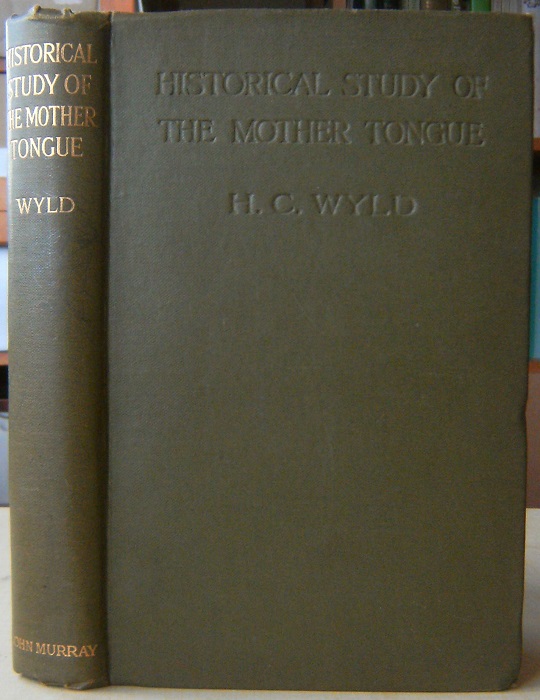 HISTORICAL
STUDY OF
THE MOTHER
TONGUE
WYLD
JOHN MURRAY
HISTORICAL STUDY OF
THE MOTHER TONGUE
H. C. WYLD